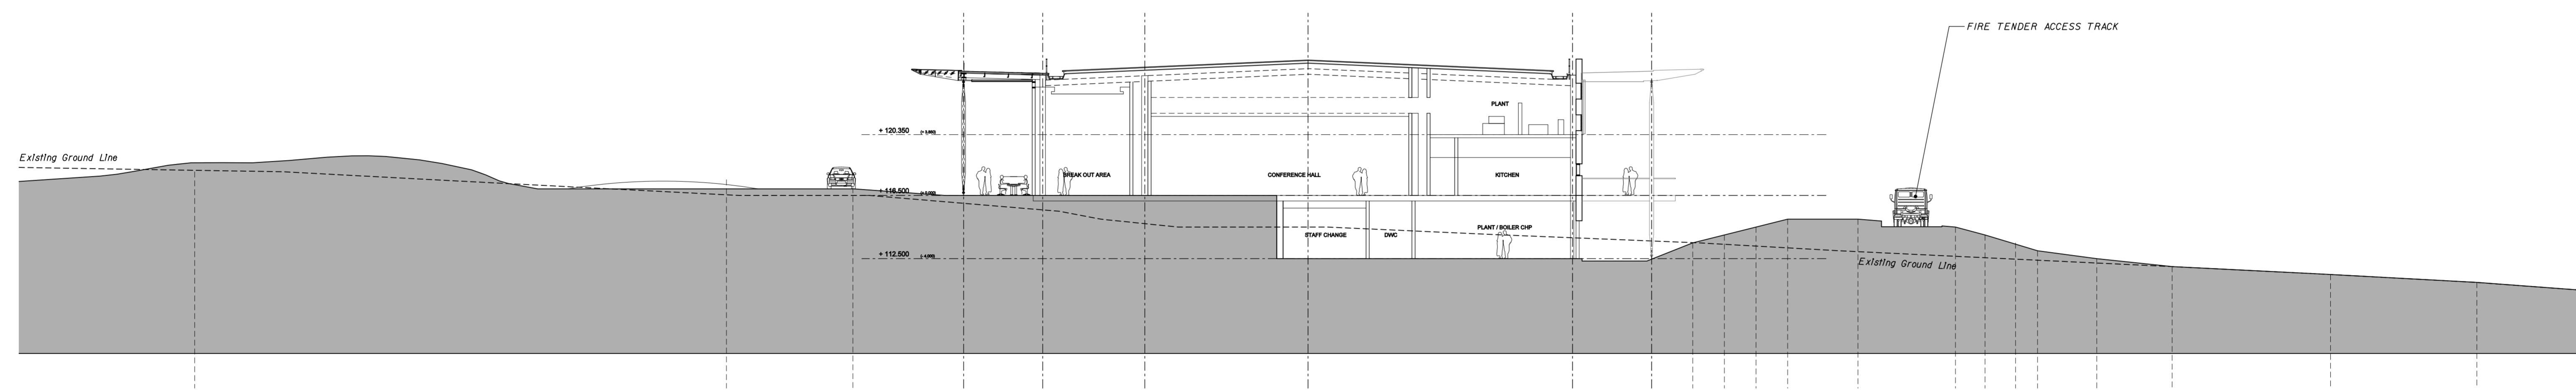 FIRE TENDER ACCESS TRACK
PLANT
+ 120.350
Existing Ground Line
BREAK OUT AREA
CONFERENCE HALL
KITCHEN
+ 116.500
STAFF CHANGE
DWC
PLANT / BOILER CHP
+ 112.500
Existing Ground Line